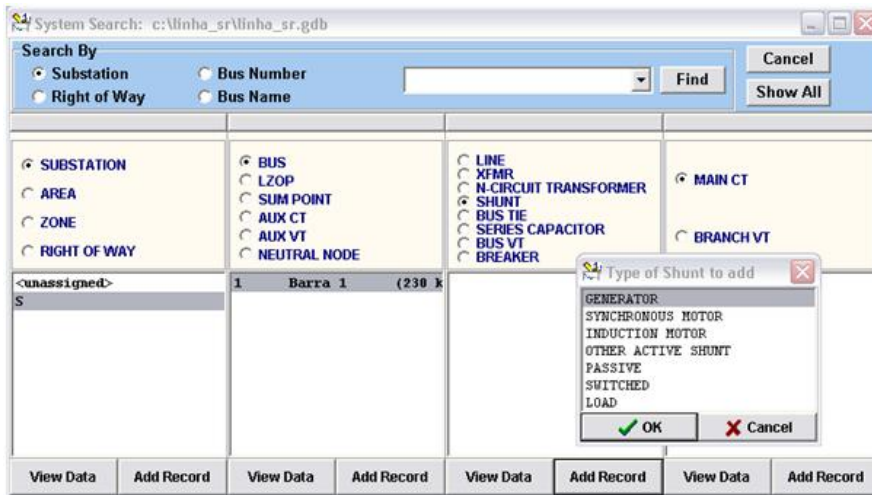 System Search: c:\linha_sr\linha_sr.gdb
Search By
Substation
Bus Number
Right of Way
Bus Name
Find
Cancel
Show All
SUBSTATION
AREA
ZONE
RIGHT OF WAY
BUS
LZOP
SUM POINT
AUX CT
AUX VT
NEUTRAL NODE
LINE
XFMR
N-CIRCUIT TRANSFORMER
SHUNT
BUS TIE
SERIES CAPACITOR
BUS VT
BREAKER
MAIN CT
BRANCH VT
<unassigned>
S
1 Barra 1 (230 k
Type of Shunt to add
GENERATOR
SYNCHRONOUS MOTOR
INDUCTION MOTOR
OTHER ACTIVE SHUNT
PASSIVE
SWITCHED
LOAD
OK
Cancel
View Data
Add Record
View Data
Add Record
View Data
Add Record
View Data
Add Record